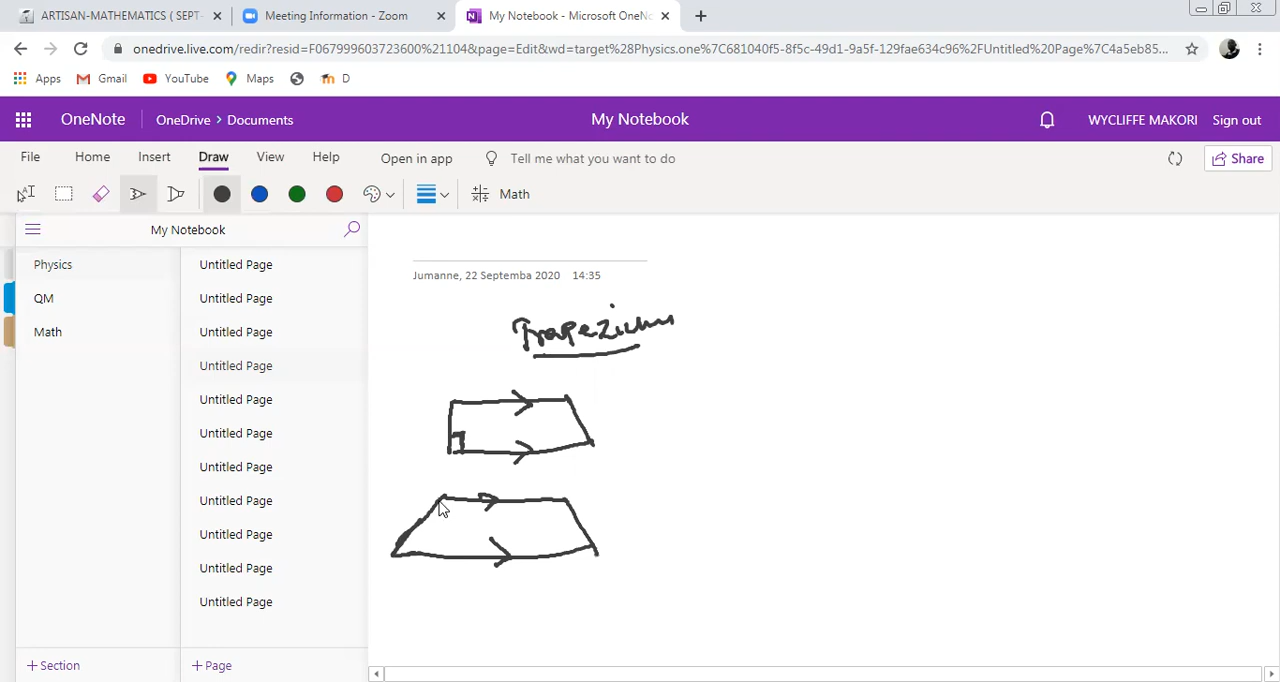 ARTISAN-MATHEMATICS ( SEPT -
Meeting Information - Zoom
My Notebook - Microsoft OneNo
onedrive.live.com/redir?resid=F067999603723600%21104&page=Edit&wd=target%28Physics.one%7C681040f5-8f5c-49d1-9a5f-129fae634c96%2FUntitled%20Page%7C4a5eb85...
Apps Gmail YouTube Maps D
OneNote OneDrive > Documents My Notebook WYCLIFFE MAKORI Sign out
File Home Insert Draw View Help Open in app Tell me what you want to do Share
Math
My Notebook
Physics
QM
Math
Untitled Page
Untitled Page
Untitled Page
Untitled Page
Untitled Page
Untitled Page
Untitled Page
Untitled Page
Untitled Page
Untitled Page
Untitled Page
+ Section
+ Page
Jumanne, 22 Septemba 2020 14:35
Trapezium